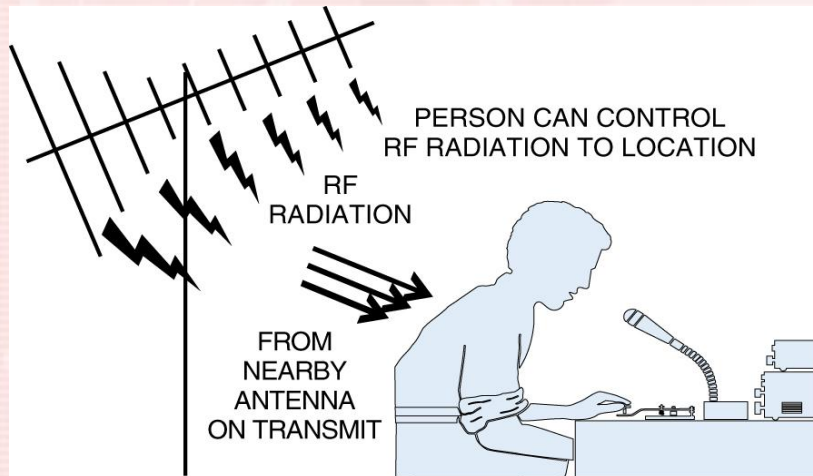 PERSON CAN CONTROL
RF RADIATION TO LOCATION
RF
RADIATION
FROM
NEARBY
ANTENNA
ON TRANSMIT